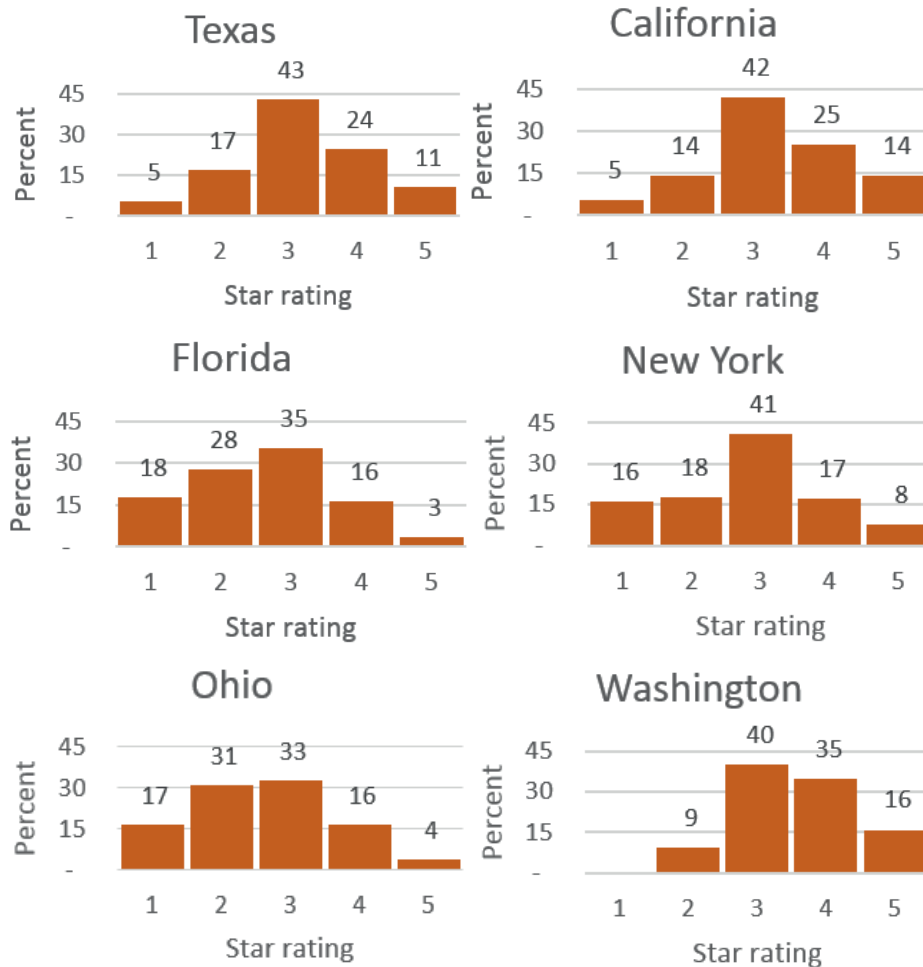 Texas
43
45
30
15
-
5
17
24
11
Percent
1 2 3 4 5
Star rating
California
42
45
30
15
-
5
14
25
14
Percent
1 2 3 4 5
Star rating
Florida
35
45
30
15
-
18
28
16
3
Percent
1 2 3 4 5
Star rating
New York
41
45
30
15
-
16
18
17
8
Percent
1 2 3 4 5
Star rating
Ohio
45
30
15
-
17
31
33
16
4
Percent
1 2 3 4 5
Star rating
Washington
40
45
30
15
-
9
35
16
Percent
1 2 3 4 5
Star rating